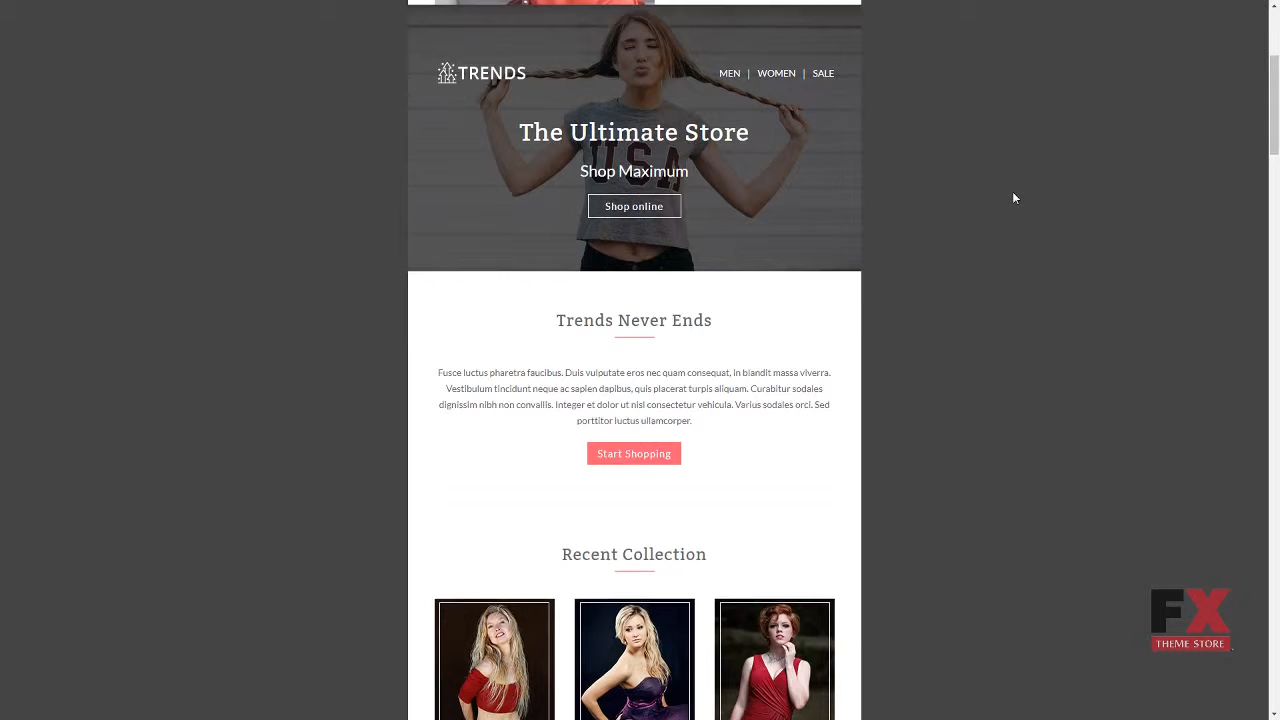 TRENDS
MEN | WOMEN | SALE
The Ultimate Store
USA
Shop Maximum
Shop online
Trends Never Ends
Fusce luctus pharetra faucibus. Duis vulputate eros nec quam consequat, in blandit massa viverra.
Vestibulum tincidunt neque ac sapien dapibus, quis placerat turpis aliquam. Curabitur sodales
dignissim nibh non convallis. Integer et dolor ut nisl consectetur vehicula. Varius sodales orci. Sed
porttitor luctus ullamcorper.
Start Shopping
Recent Collection
FX
THEME STORE